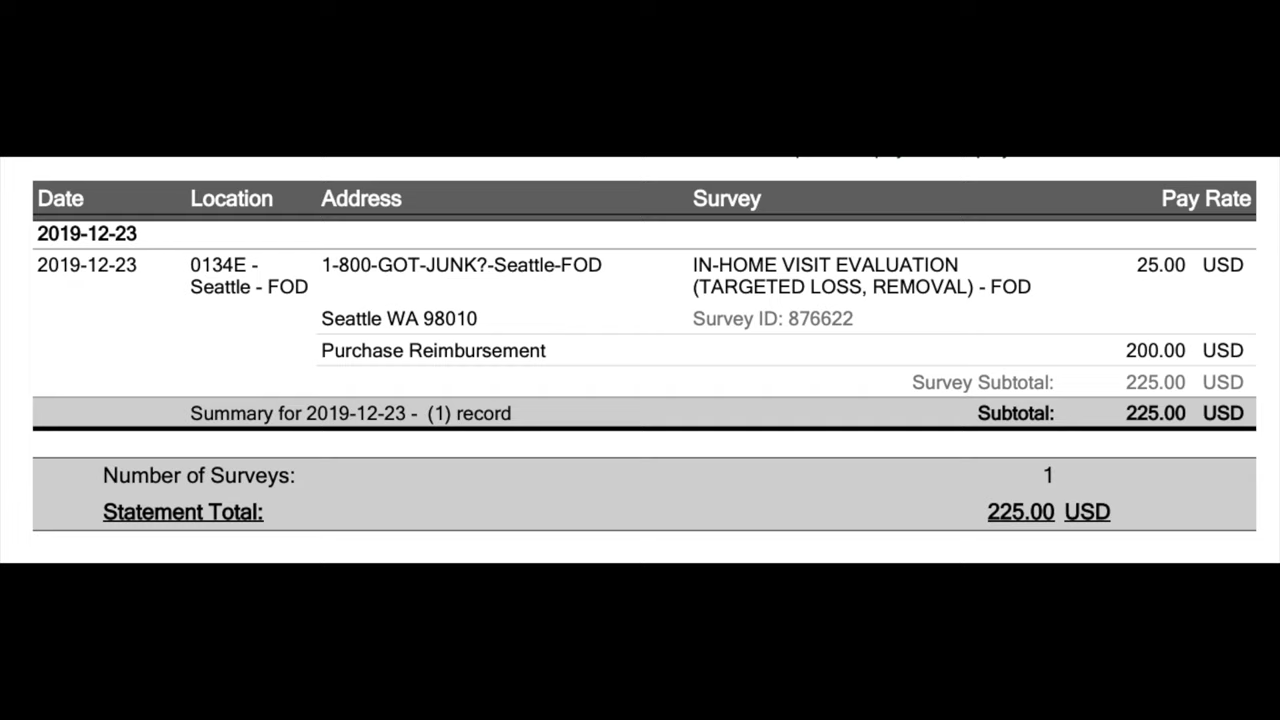 Date Location Address Survey Pay Rate
2019-12-23
2019-12-23 0134E - 1-800-GOT-JUNK?-Seattle-FOD IN-HOME VISIT EVALUATION 25.00 USD
Seattle - FOD (TARGETED LOSS, REMOVAL) - FOD
Seattle WA 98010 Survey ID: 876622
Purchase Reimbursement 200.00 USD
Survey Subtotal: 225.00 USD
Summary for 2019-12-23 - (1) record Subtotal: 225.00 USD
Number of Surveys: 1
Statement Total: 225.00 USD